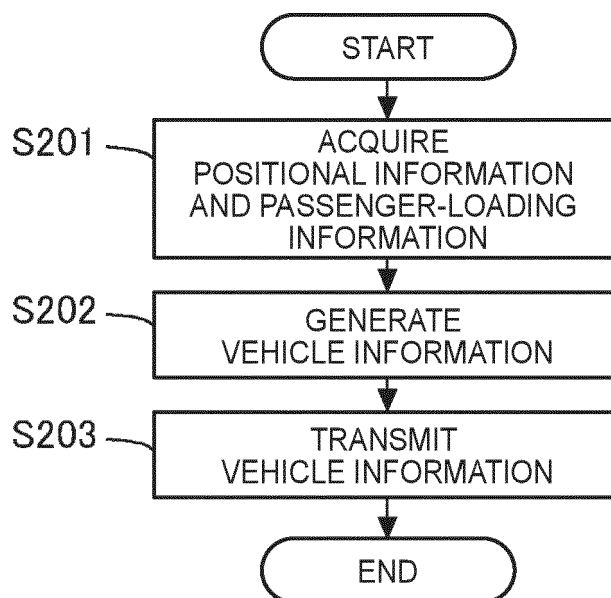 START
S201
ACQUIRE
POSITIONAL INFORMATION
AND PASSENGER-LOADING
INFORMATION
S202
GENERATE
VEHICLE INFORMATION
S203
TRANSMIT
VEHICLE INFORMATION
END